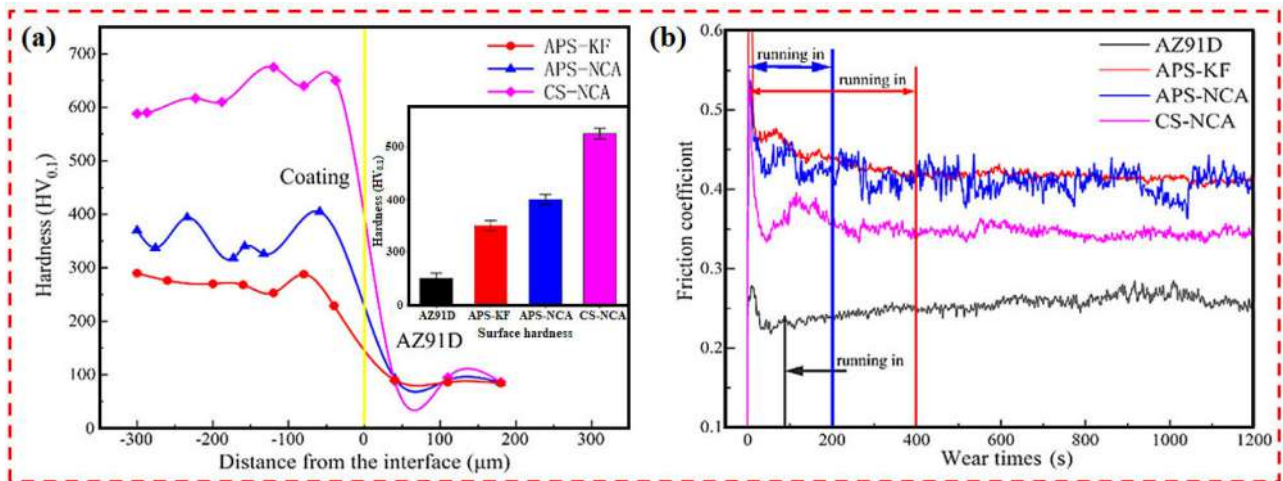 (a)
APS-KF
APS-NCA
CS-NCA
700
600
500
400
300
200
100
0
Hardness (HV0.1)
Coating
AZ91D
-300
-200
-100
0
100
200
300
Distance from the interface (μm)
Hardness (HV0.1)
500
400
300
0
AZ91D
APS-KF
APS-NCA
CS-NCA
Surface hardness
(b)
AZ91D
APS-KF
APS-NCA
CS-NCA
running in
running in
running in
0.6
0.5
0.4
0.3
0.2
0.1
Friction coefficient
0
200
400
600
800
1000
1200
Wear times (s)